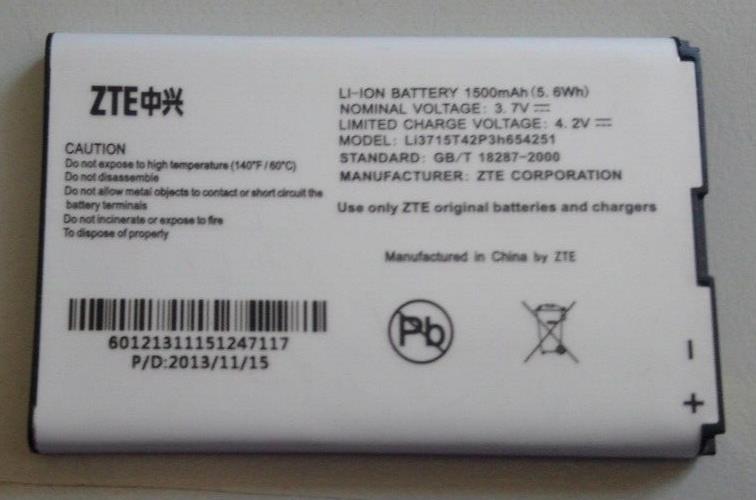 ZTE中兴
CAUTION
Do not expose to high temperature (140°F / 60°C)
Do not disassemble
Do not allow metal objects to contact or short circuit the
battery terminals
Do not incinerate or expose to fire
To dispose of properly
LI-ION BATTERY 1500mAh(5.6Wh)
NOMINAL VOLTAGE: 3.7V
LIMITED CHARGE VOLTAGE: 4.2V
MODEL: Li3715T42P3h654251
STANDARD: GB/T 18287-2000
MANUFACTURER: ZTE CORPORATION
Use only ZTE original batteries and chargers
Manufactured in China by ZTE
601213111151247117
P/D:2013/11/15
Pb
-
+